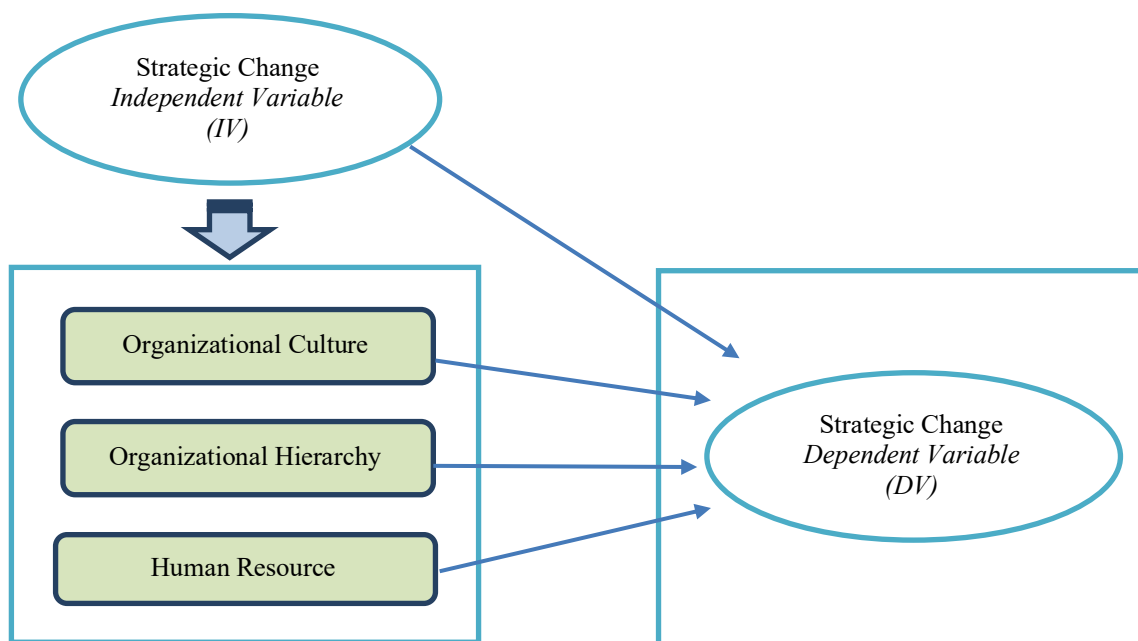 Strategic Change
Independent Variable
(IV)
Organizational Culture
Organizational Hierarchy
Human Resource
Strategic Change
Dependent Variable
(DV)